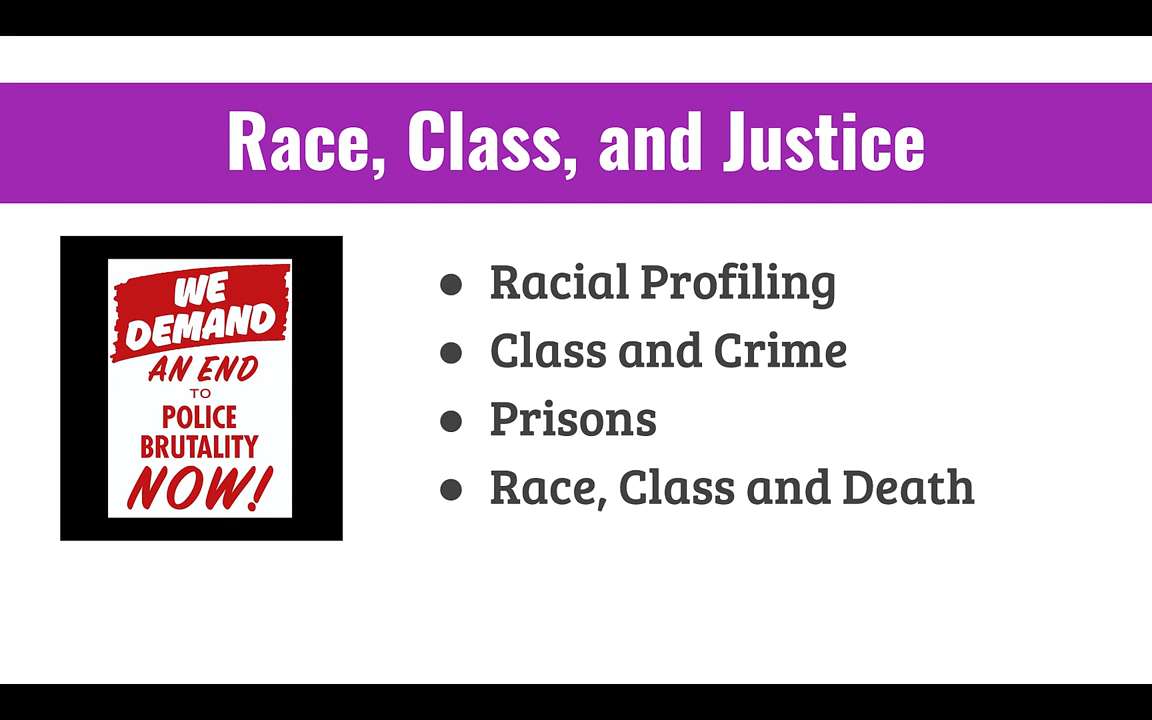 Race, Class, and Justice
WE
DEMAND
AN END
TO
POLICE
BRUTALITY
NOW!
● Racial Profiling
● Class and Crime
● Prisons
● Race, Class and Death